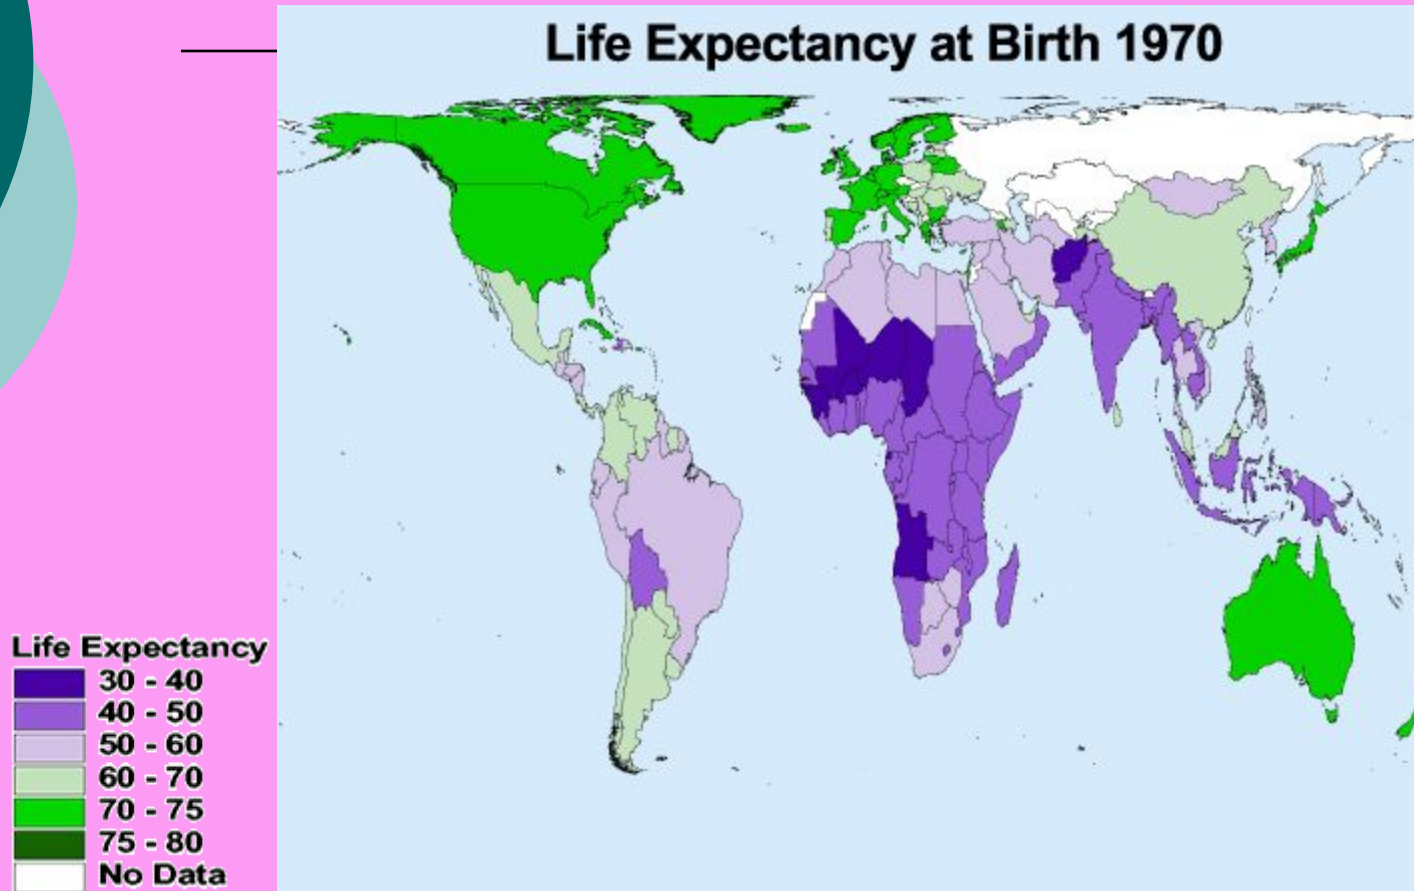 Life Expectancy at Birth 1970
Life Expectancy
30 - 40
40 - 50
50 - 60
60 - 70
70 - 75
75 - 80
No Data